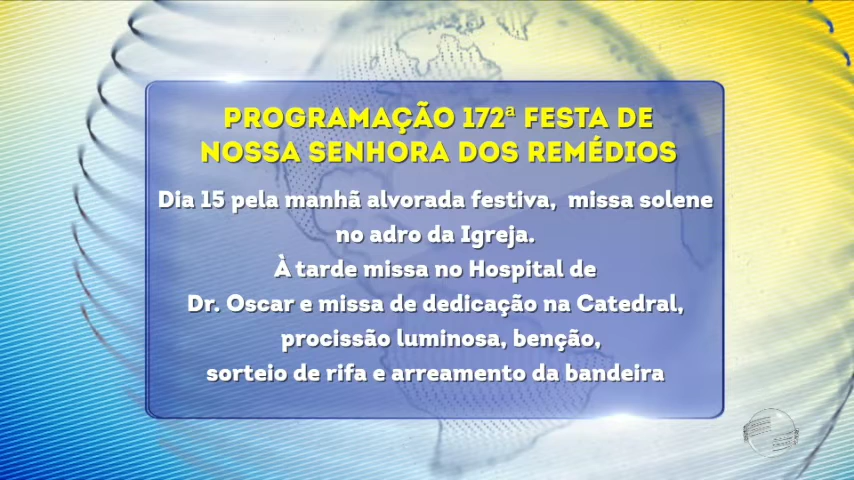 PROGRAMAÇÃO 172ª FESTA DE
NOSSA SENHORA DOS REMÉDIOS
Dia 15 pela manhã alvorada festiva, missa solene
no adro da Igreja.
À tarde missa no Hospital de
Dr. Oscar e missa de dedicação na Catedral,
procissão luminosa, benção,
sorteio de rifa e arreamento da bandeira